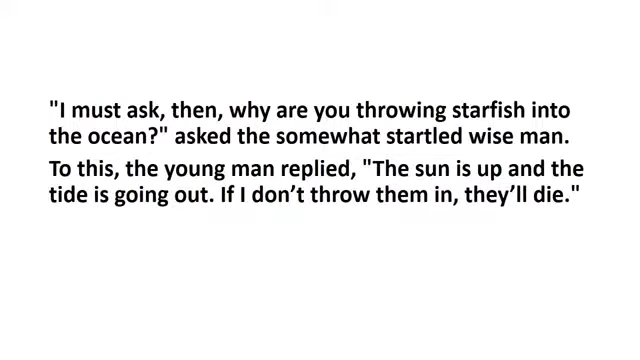 "I must ask, then, why are you throwing starfish into
the ocean?" asked the somewhat startled wise man.
To this, the young man replied, "The sun is up and the
tide is going out. If I don’t throw them in, they’ll die."